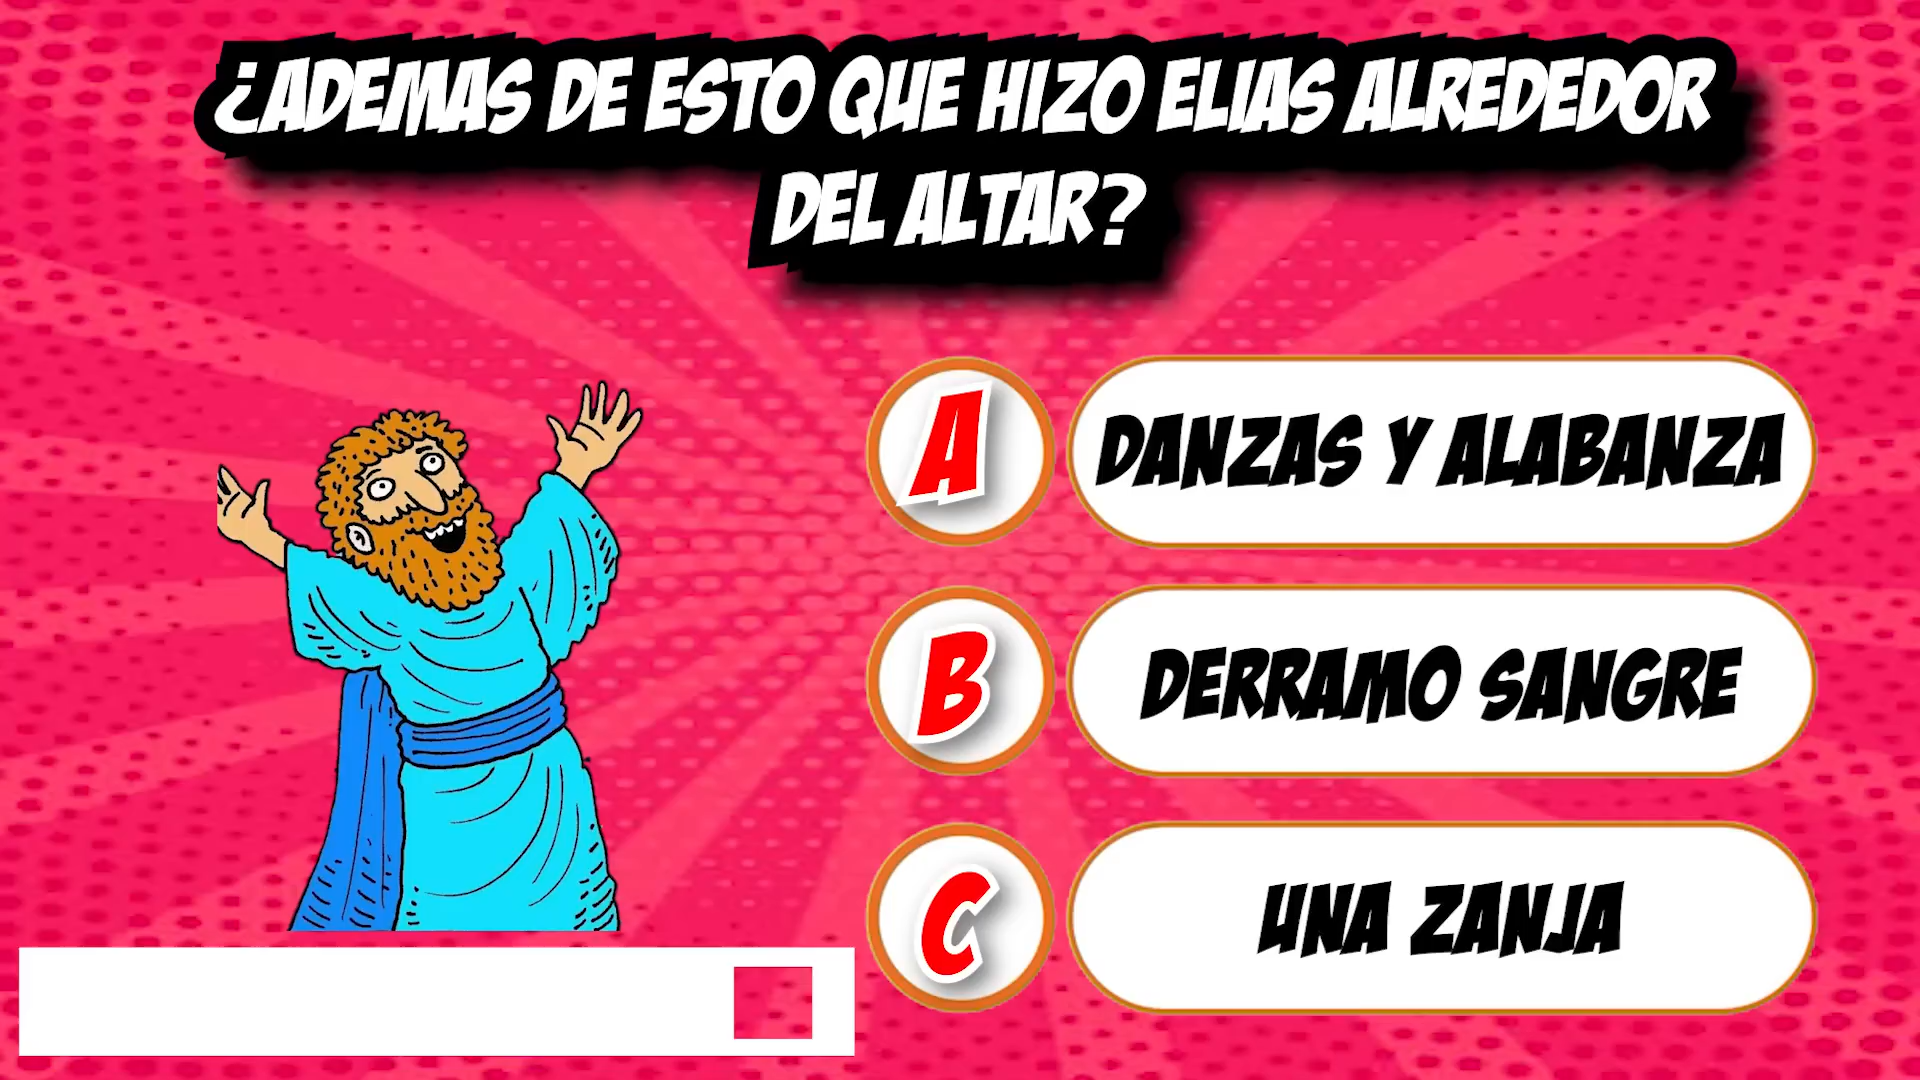 ¿ADEMAS DE ESTO QUE HIZO ELIAS ALREDEDOR
DEL ALTAR?
A DANZAS Y ALABANZA
B DERRAMO SANGRE
C UNA ZANJA